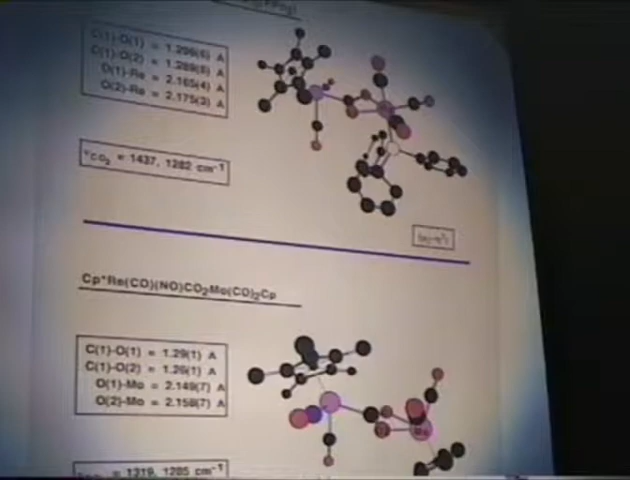 C(1)-O(1) = 1.296(6) A
C(1)-O(2) = 1.289(8) A
O(1)-Re = 2.165(4) A
O(2)-Re = 2.175(3) A
νCO₂ = 1437, 1282 cm⁻¹
Cp*Re(CO)(NO)CO₂Mo(CO)₂Cp
C(1)-O(1) = 1.29(1) A
C(1)-O(2) = 1.26(1) A
O(1)-Mo = 2.149(7) A
O(2)-Mo = 2.158(7) A
= 1319, 1285 cm⁻¹